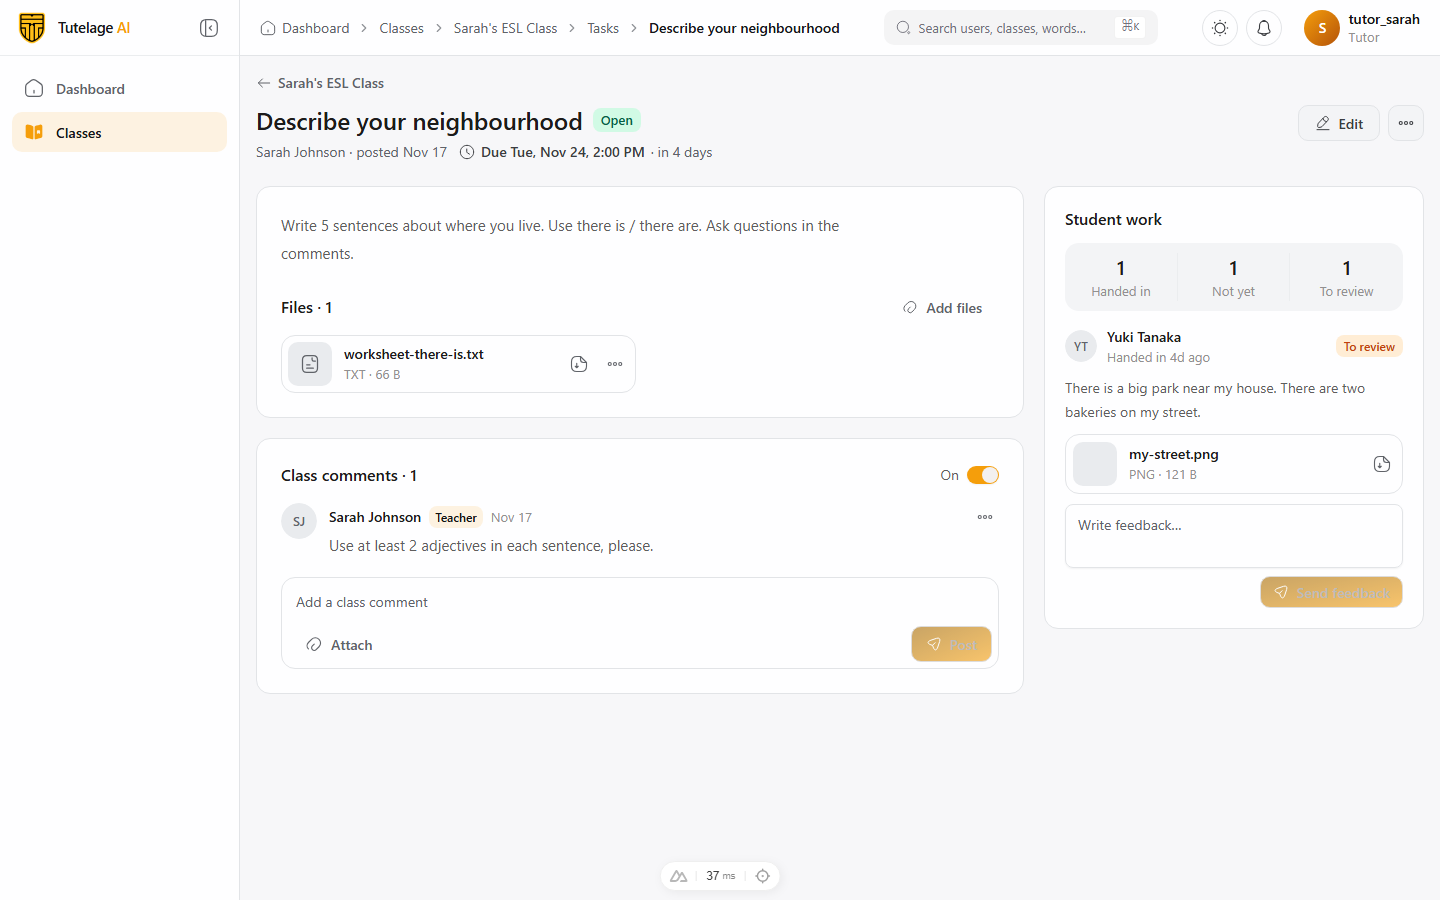 Tutelage AI
Dashboard
Classes
Dashboard
Classes
Sarah's ESL Class
Tasks
Describe your neighbourhood
Search users, classes, words...
⌘K
S
tutor_sarah
Tutor
Sarah's ESL Class
Describe your neighbourhood
Open
Edit
Sarah Johnson · posted Nov 17
Due Tue, Nov 24, 2:00 PM · in 4 days
Write 5 sentences about where you live. Use there is / there are. Ask questions in the
comments.
Files · 1
Add files
worksheet-there-is.txt
TXT · 66 B
Class comments · 1
On
SJ
Sarah Johnson
Teacher
Nov 17
Use at least 2 adjectives in each sentence, please.
Add a class comment
Attach
Post
Student work
1
Handed in
1
Not yet
1
To review
YT
Yuki Tanaka
Handed in 4d ago
To review
There is a big park near my house. There are two
bakeries on my street.
my-street.png
PNG · 121 B
Write feedback...
Send feedback
37 ms